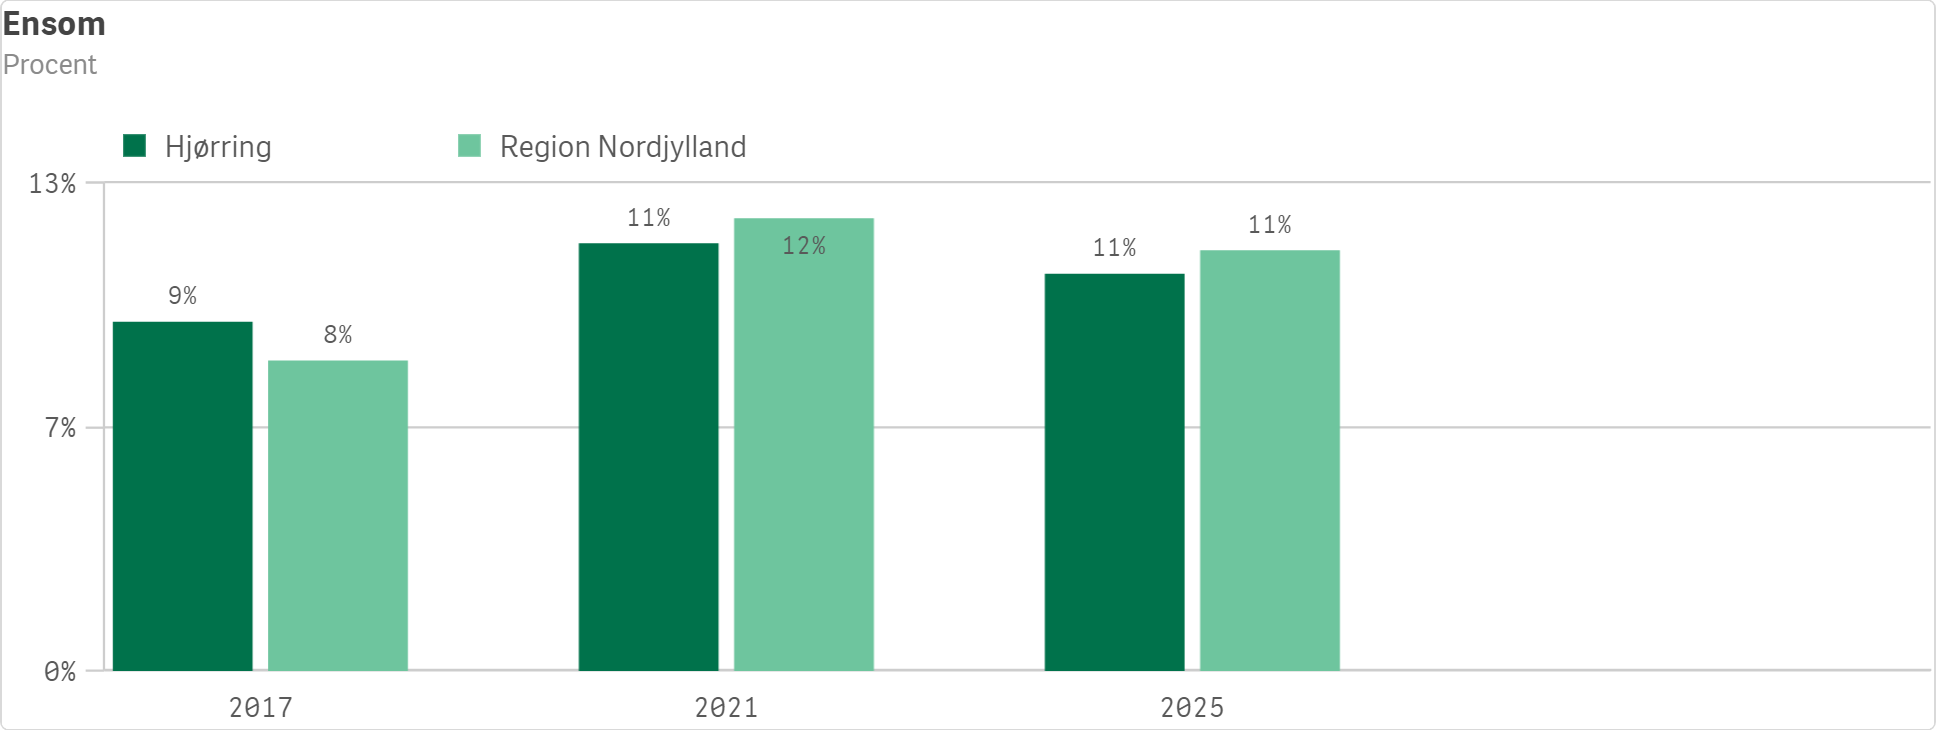 Ensom
Procent
Hjørring Region Nordjylland
13%
11% 12% 11% 11%
9% 8%
7%
0%
2017 2021 2025